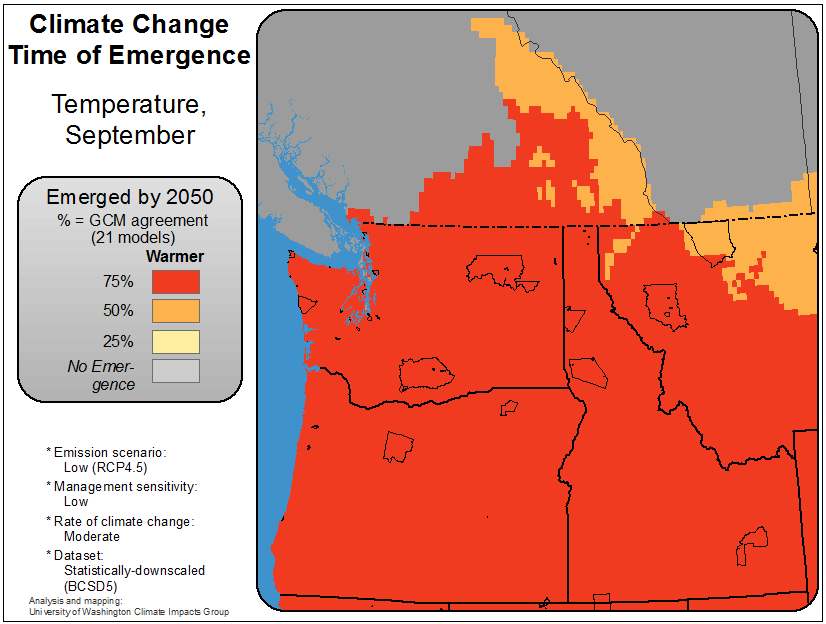 Climate Change
Time of Emergence
Temperature,
September
Emerged by 2050
% = GCM agreement
(21 models)
Warmer
75%
50%
25%
No Emer-
gence
* Emission scenario:
Low (RCP4.5)
* Management sensitivity:
Low
* Rate of climate change:
Moderate
* Dataset:
Statistically-downscaled
(BCSD5)
Analysis and mapping:
University of Washington Climate Impacts Group